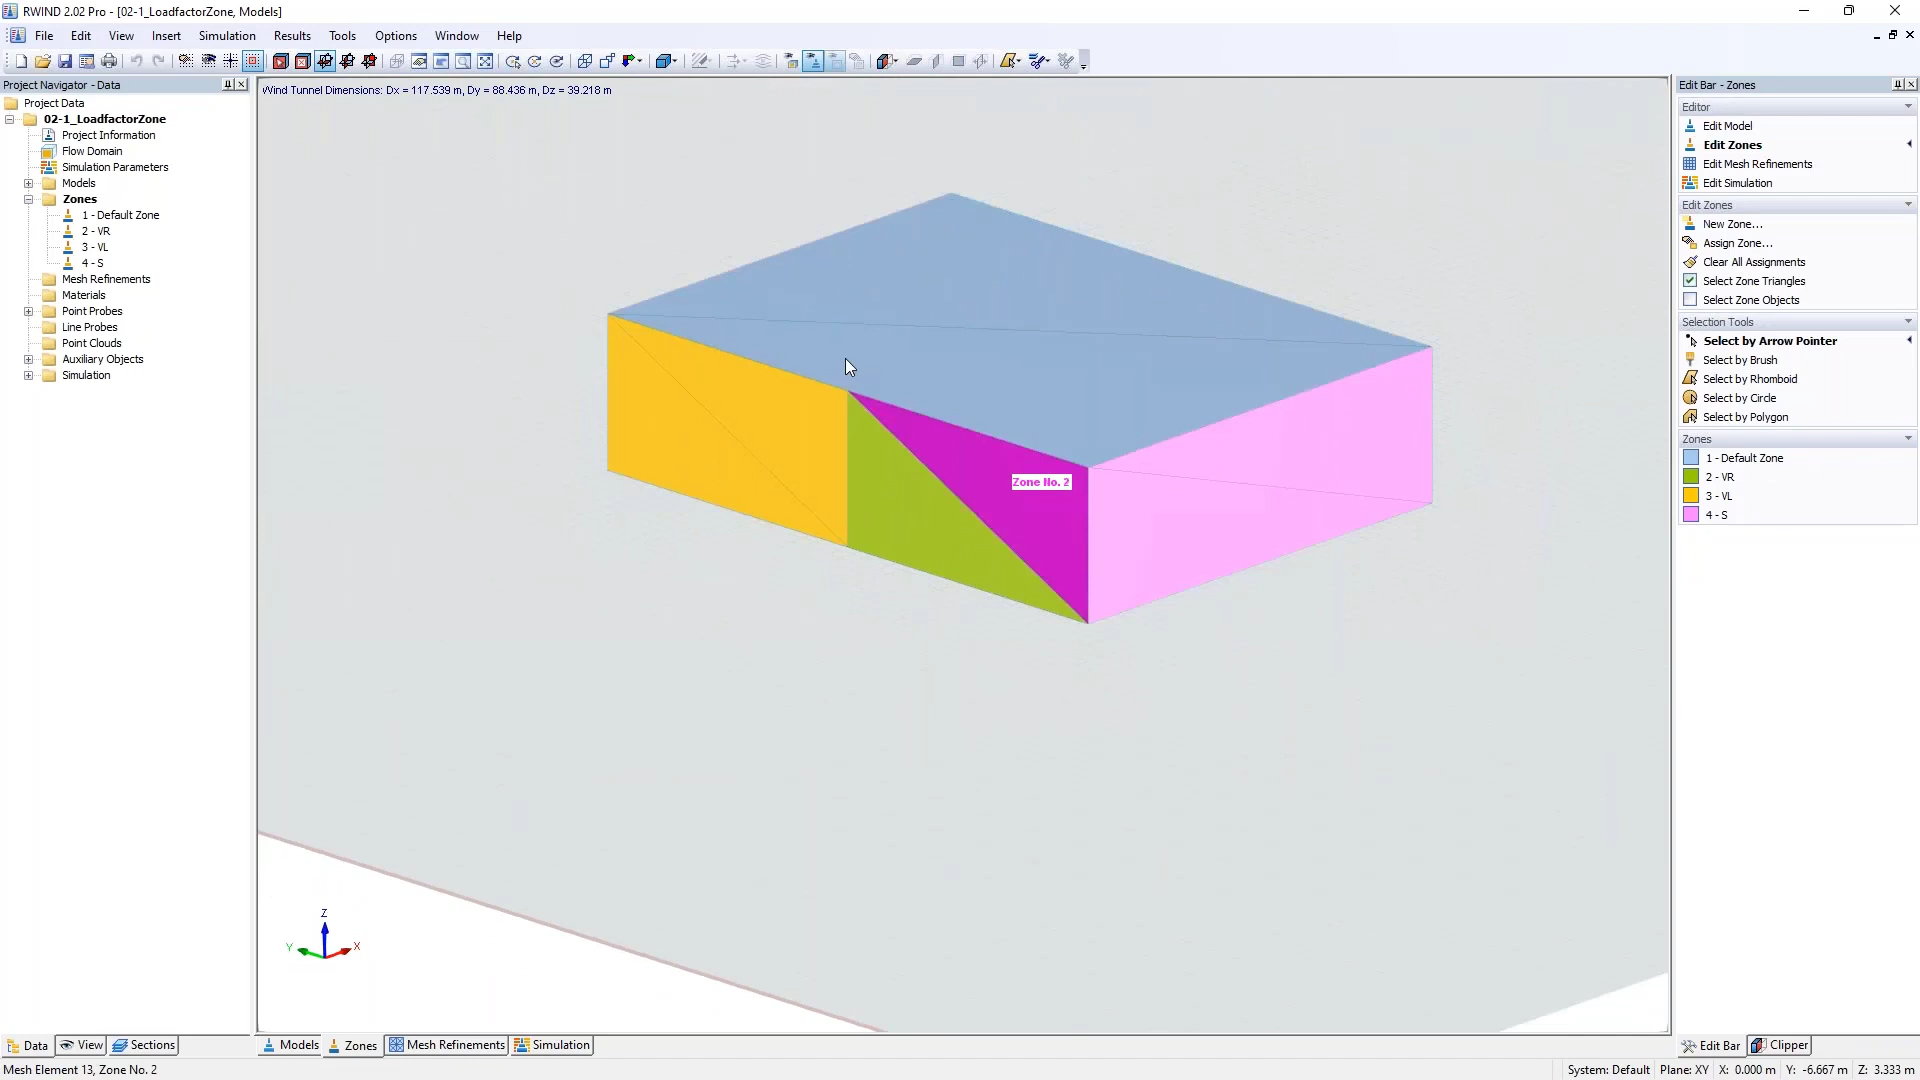 RWIND 2.02 Pro - [02-1_LoadfactorZone, Models]
File Edit View Insert Simulation Results Tools Options Window Help
Project Navigator - Data
Project Data
02-1_LoadfactorZone
Project Information
Flow Domain
Simulation Parameters
Models
Zones
1 - Default Zone
2 - VR
3 - VL
4 - S
Mesh Refinements
Materials
Point Probes
Line Probes
Point Clouds
Auxiliary Objects
Simulation
Data View Sections
Wind Tunnel Dimensions: Dx = 117.539 m, Dy = 88.436 m, Dz = 39.218 m
Zone No. 2
Z
Y
X
Models Zones Mesh Refinements Simulation
Edit Bar - Zones
Editor
Edit Model
Edit Zones
Edit Mesh Refinements
Edit Simulation
Edit Zones
New Zone...
Assign Zone...
Clear All Assignments
Select Zone Triangles
Select Zone Objects
Selection Tools
Select by Arrow Pointer
Select by Brush
Select by Rhomboid
Select by Circle
Select by Polygon
Zones
1 - Default Zone
2 - VR
3 - VL
4 - S
Edit Bar Clipper
Mesh Element 13, Zone No. 2
System: Default Plane: XY X: 0.000 m Y: -6.667 m Z: 3.333 m